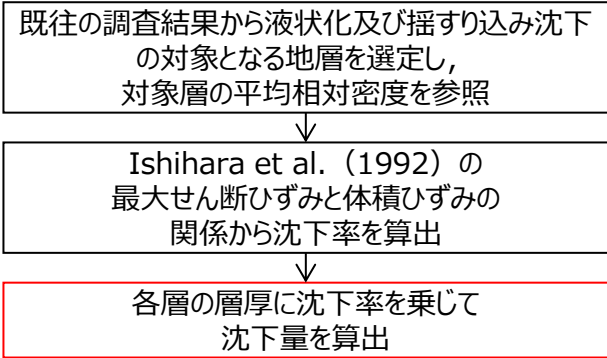 既往の調査結果から液状化及び揺すり込み沈下
の対象となる地層を選定し,
対象層の平均相対密度を参照
Ishihara et al.（1992）の
最大せん断ひずみと体積ひずみの
関係から沈下率を算出
各層の層厚に沈下率を乗じて
沈下量を算出